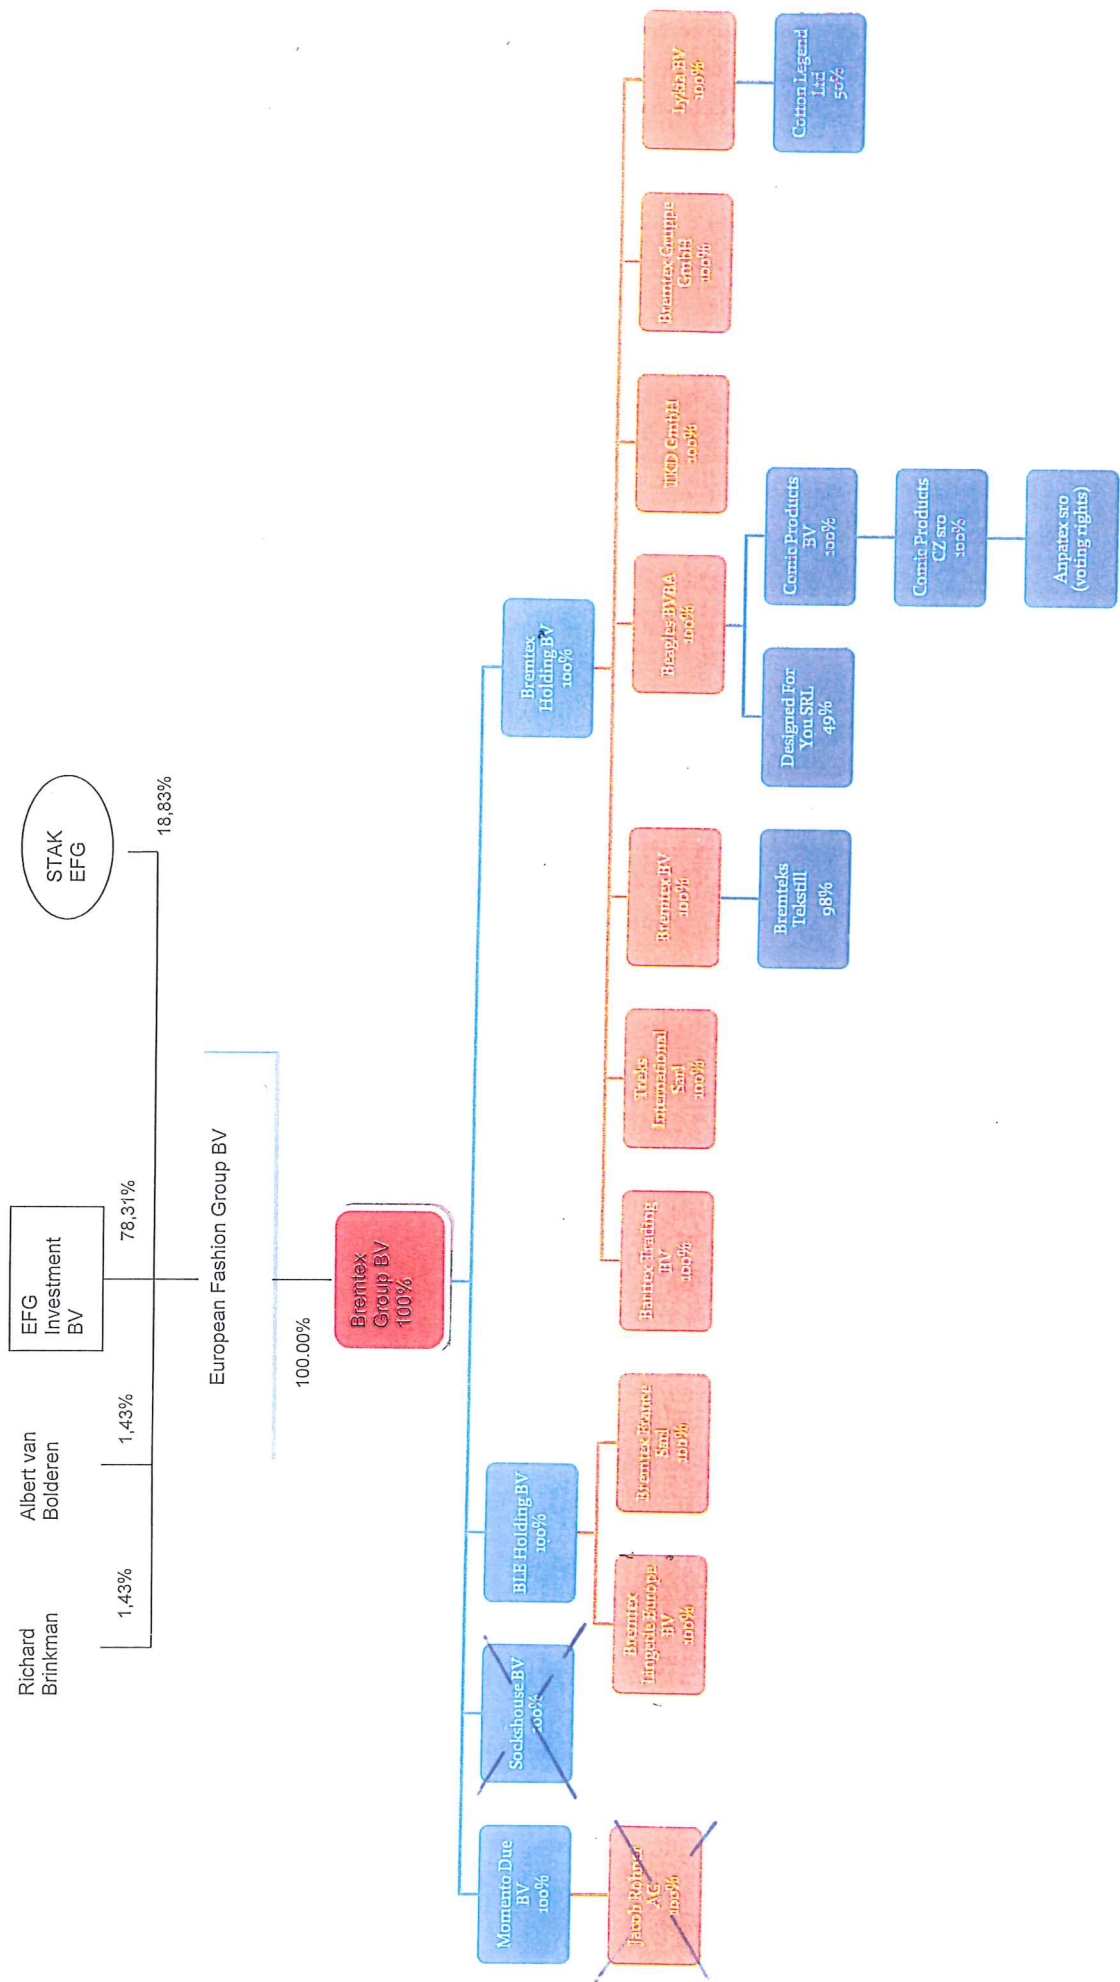 Richard
Brinkman
1,43%
Albert van
Bolderen
1,43%
EFG
Investment
BV
78,31%
STAK
EFG
18,83%
European Fashion Group BV
100.00%
Bremtex
Group BV
100%
Momento Due
BV
100%
Sockshouse BV
100%
BLE Holding BV
100%
Bremtex
Holding BV
100%
Jacob Rohner
AG
100%
Bremtex
Lingerie Europe
BV
100%
Bremtex France
Sarl
100%
Trading
BV
100%
Treks
International
Sarl
100%
Bremtex BV
100%
Beagles BVBA
100%
TKD GmbH
100%
Bremtex Gruppe
GmbH
100%
Lykta BV
100%
Bremteks
Tekstill
98%
Designed For
You SRL
49%
Comic Products
BV
100%
Comic Products
CZ sro
100%
Anpatex sro
(voting rights)
Cotton Legend
Ltd
50%